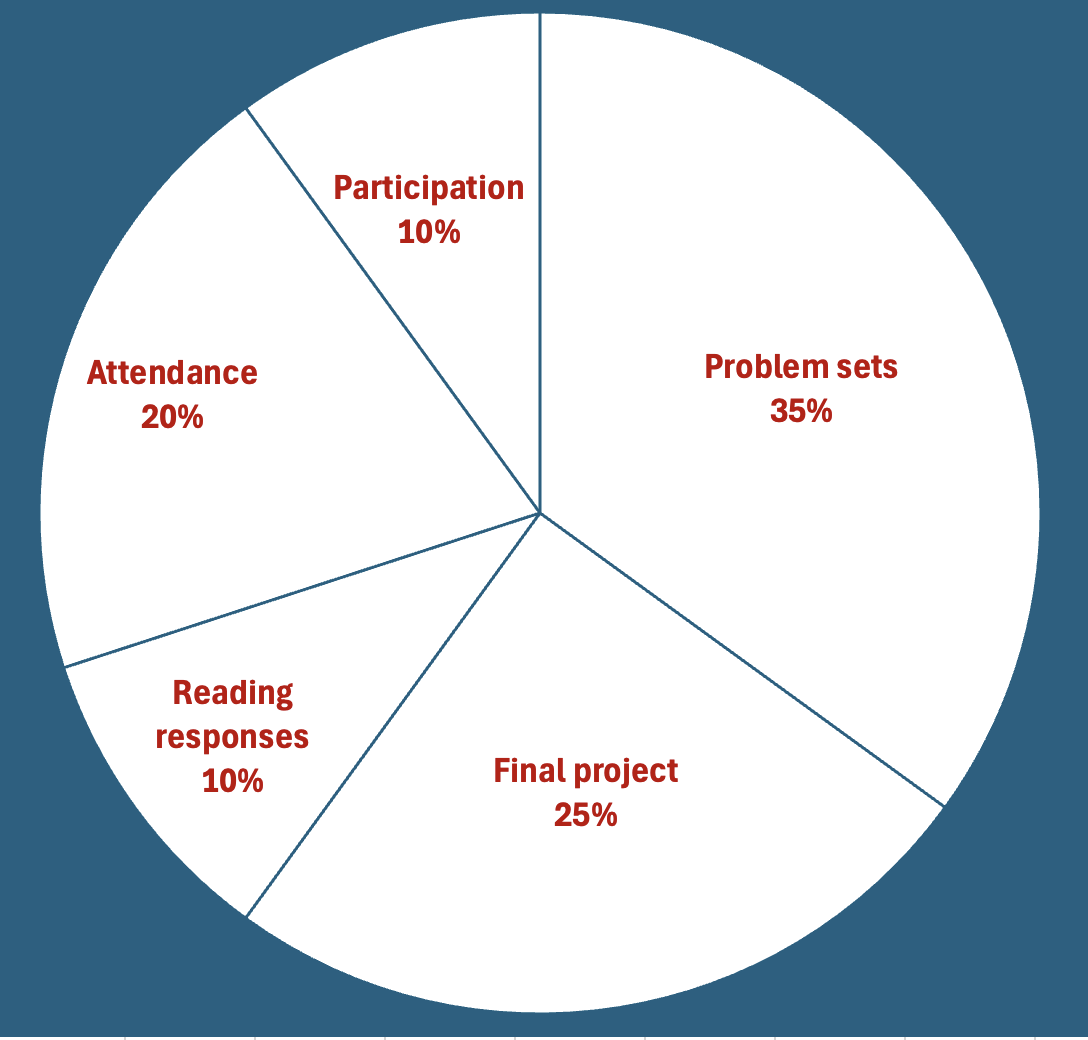 Participation
10%
Problem sets
35%
Attendance
20%
Reading
responses
10%
Final project
25%